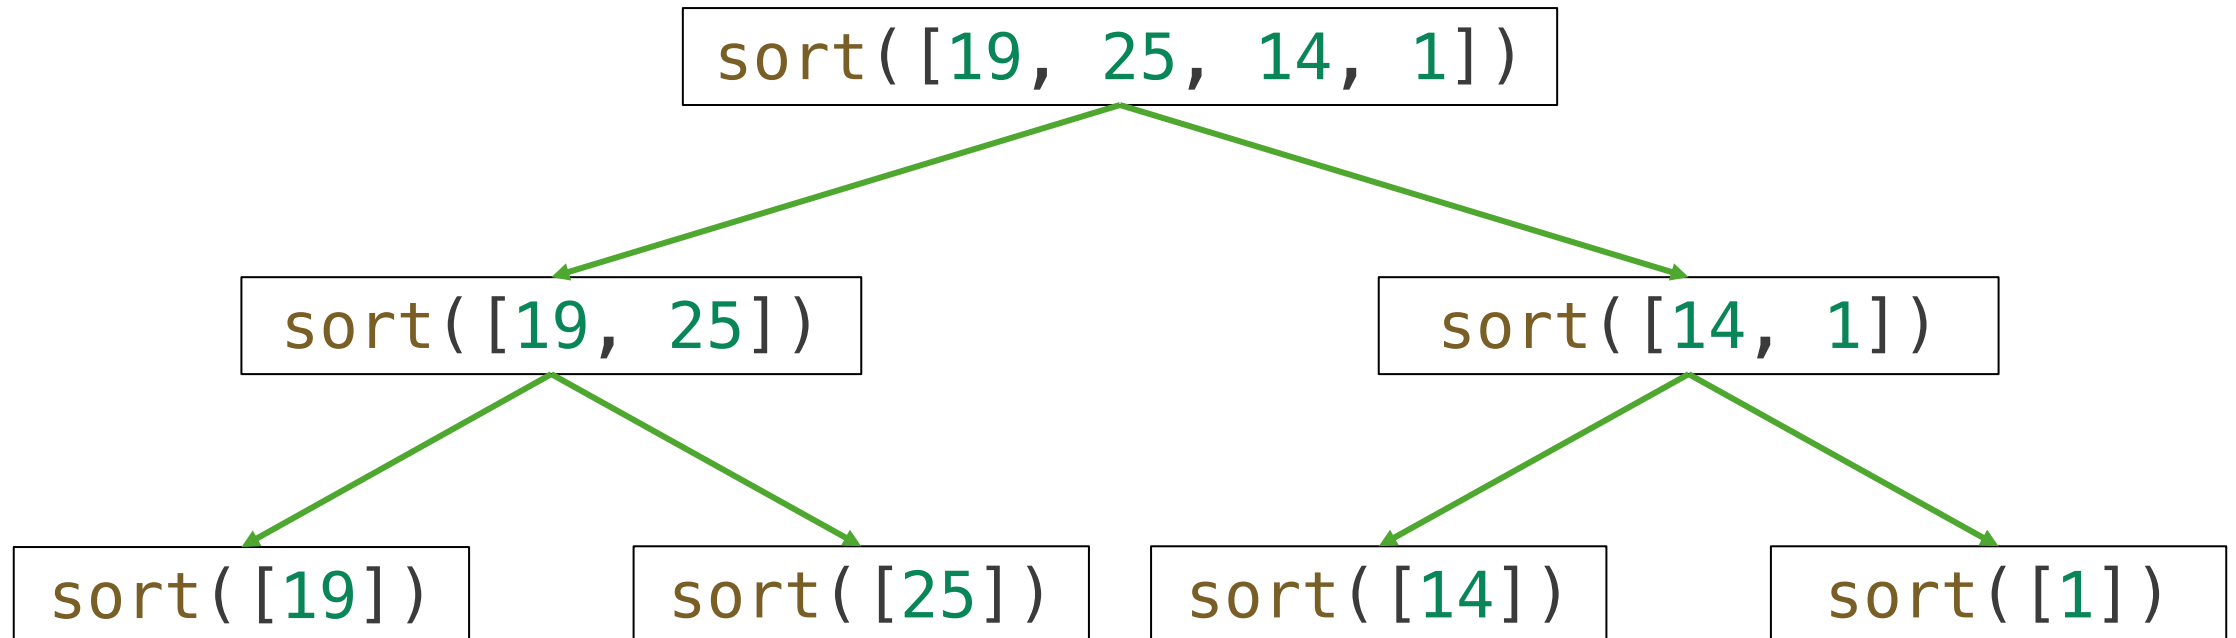 sort([19, 25, 14, 1])
sort([19, 25])
sort([14, 1])
sort([19])
sort([25])
sort([14])
sort([1])